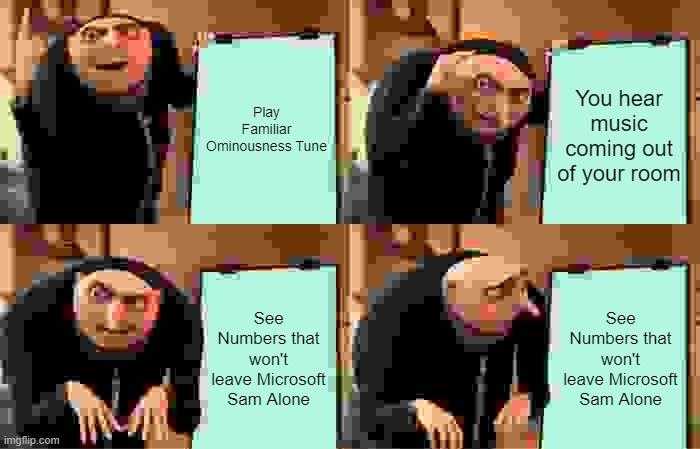 Play
Familiar
Ominousness Tune
You hear
music
coming out
of your room
See
Numbers that
won't
leave Microsoft
Sam Alone
See
Numbers that
won't
leave Microsoft
Sam Alone
imgflip.com